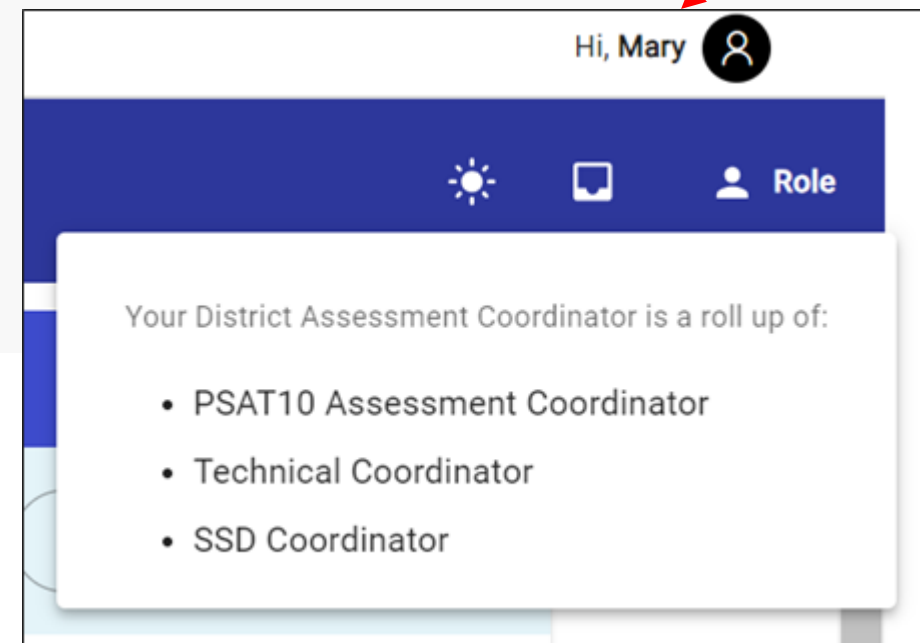 Hi, Mary
Role
Your District Assessment Coordinator is a roll up of:
• PSAT10 Assessment Coordinator
• Technical Coordinator
• SSD Coordinator